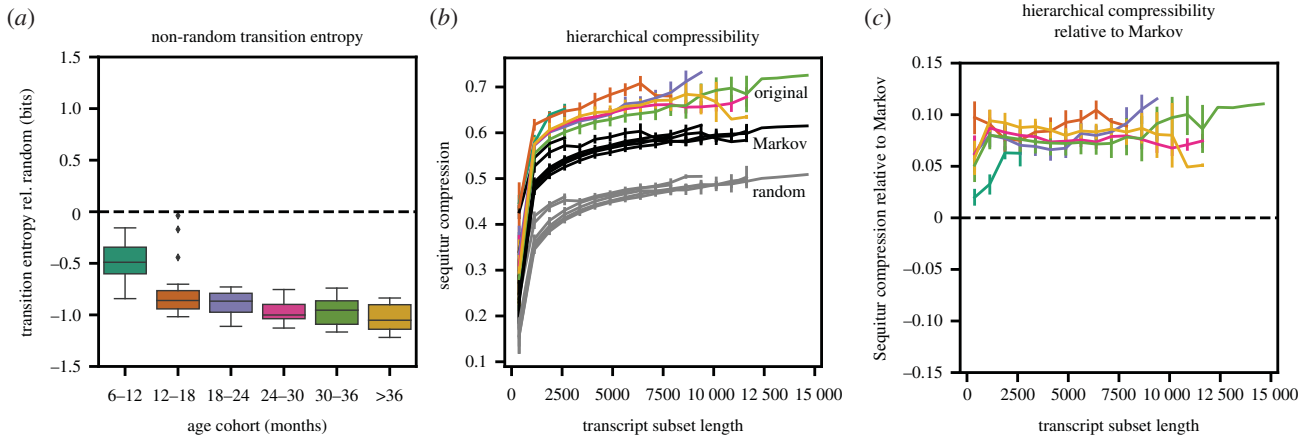 (a)
non-random transition entropy
transition entropy rel. random (bits)
1.5
1.0
0.5
0
–0.5
–1.0
–1.5
6–12
12–18
18–24
24–30
30–36
>36
age cohort (months)
(b)
hierarchical compressibility
sequitur compression
0.7
0.6
0.5
0.4
0.3
0.2
0.1
original
Markov
random
0
2500
5000
7500
10 000
12 500
15 000
transcript subset length
(c)
hierarchical compressibility
relative to Markov
Sequitur compression relative to Markov
0.15
0.10
0.05
0
–0.05
–0.10
–0.15
0
2500
5000
7500
10 000
12 500
15 000
transcript subset length